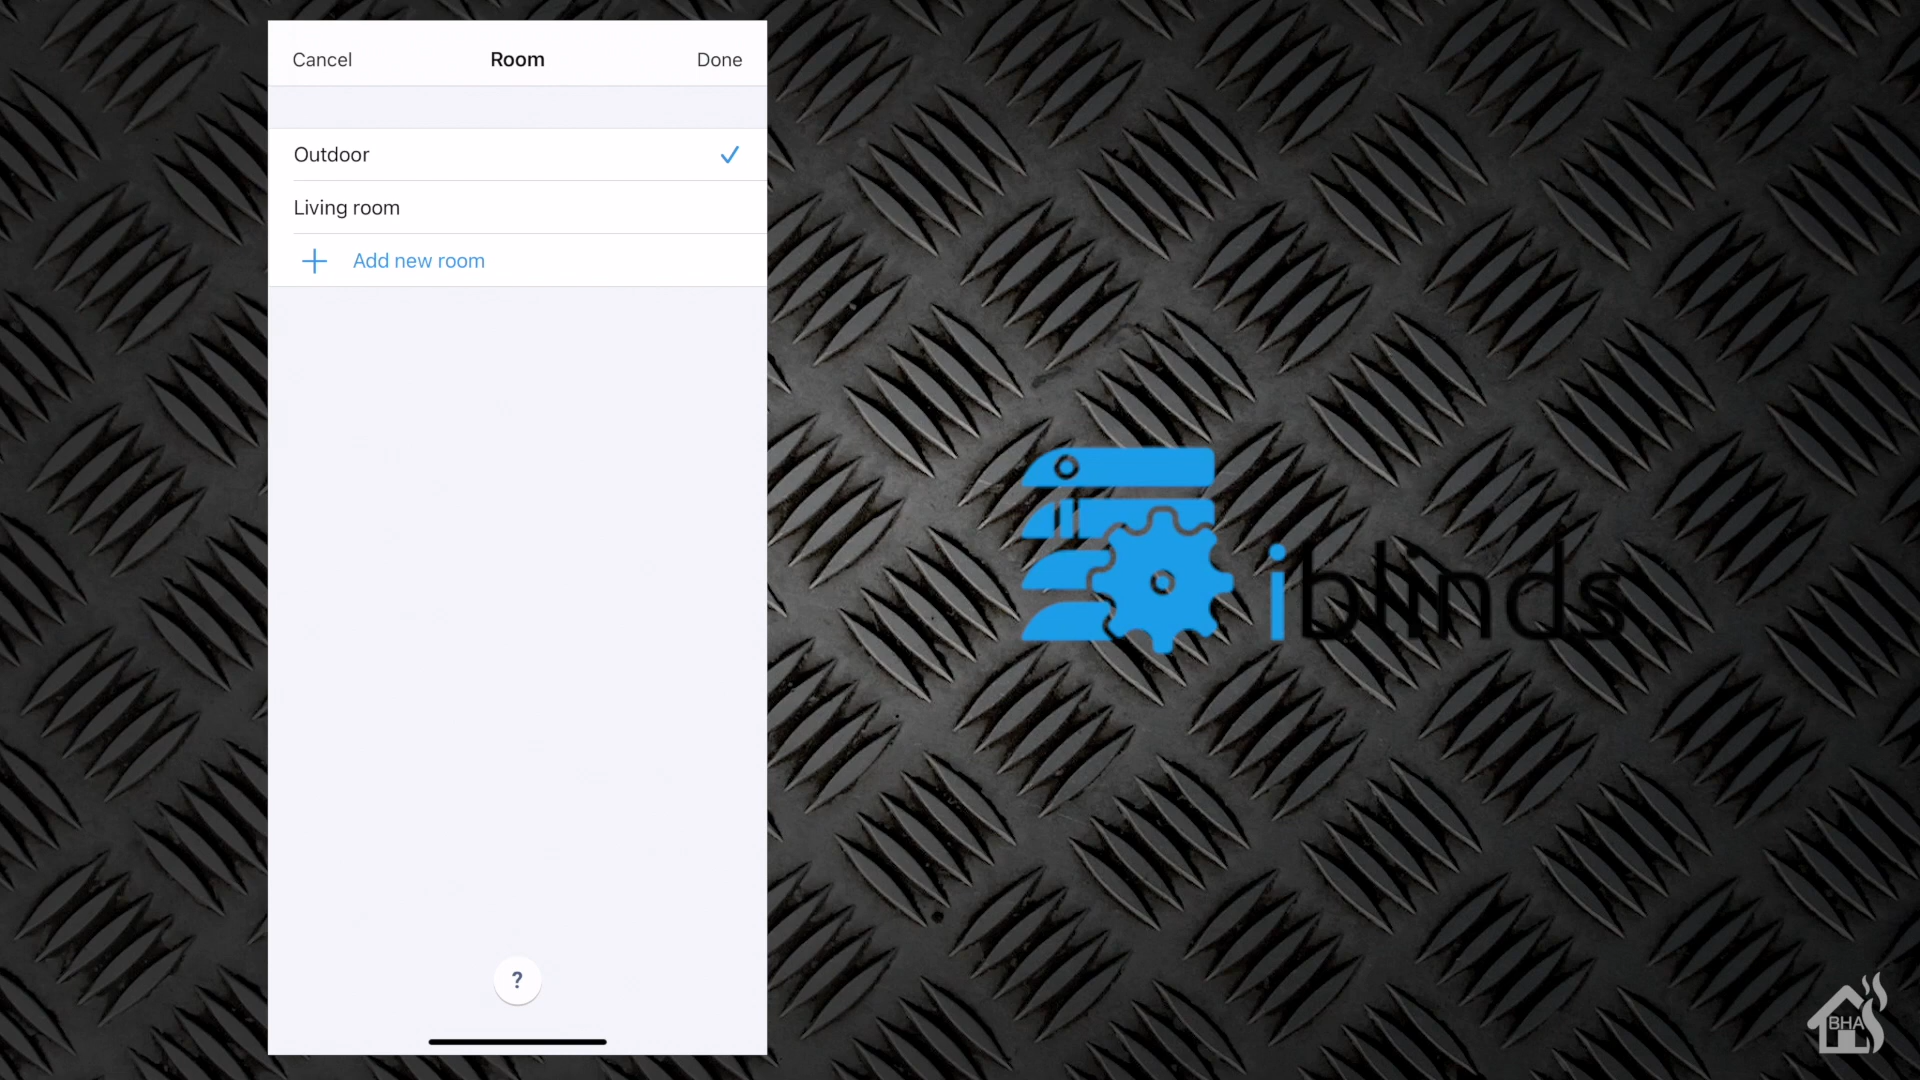 Cancel Room Done
Outdoor
Living room
Add new room
?
iblinds
BHA